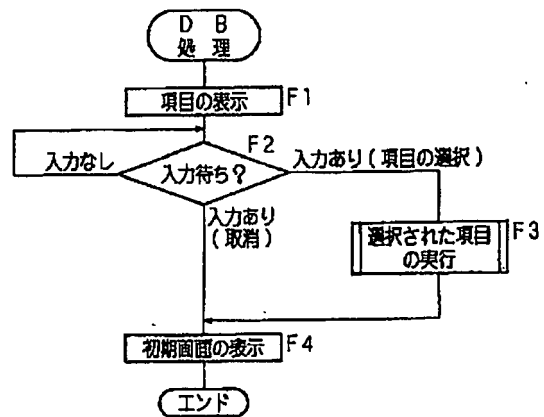 D B
処 理
項目の表示
F1
F2
入力なし
入力待ち?
入力あり(項目の選択)
入力あり
(取消)
選択された項目
の実行
F3
初期画面の表示
F4
エンド